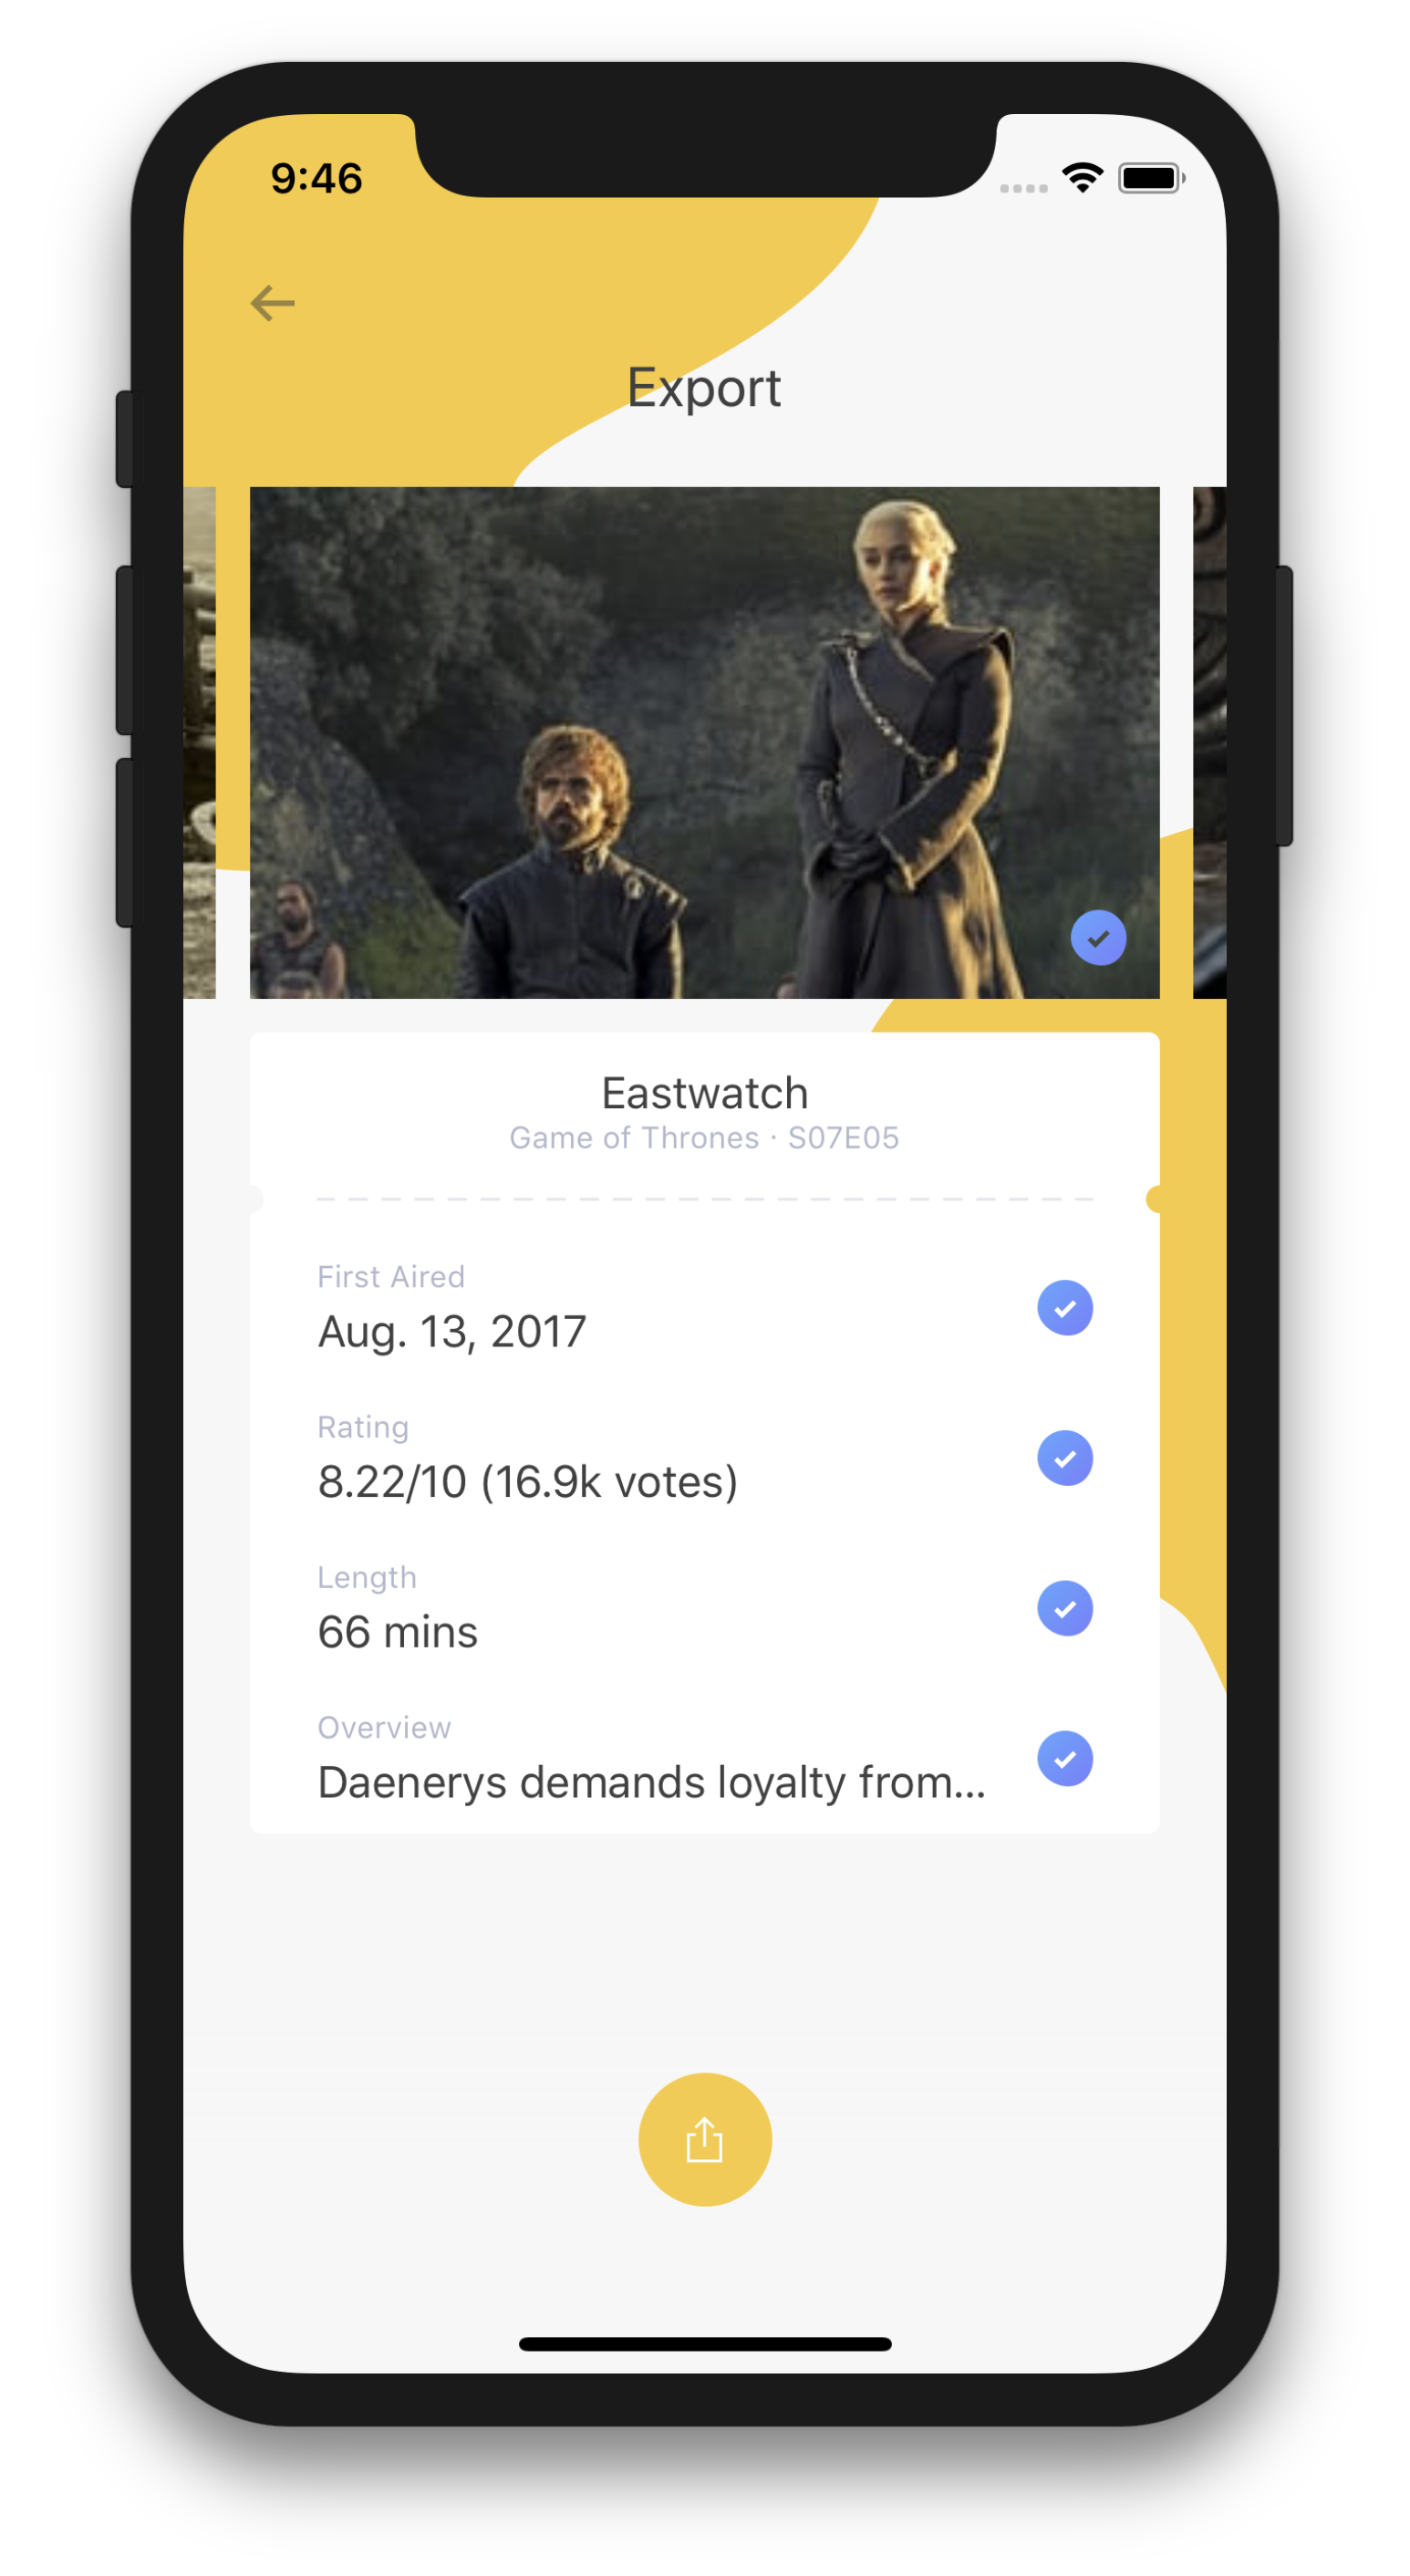 9:46
Export
Eastwatch
Game of Thrones · S07E05
First Aired
Aug. 13, 2017
Rating
8.22/10 (16.9k votes)
Length
66 mins
Overview
Daenerys demands loyalty from...